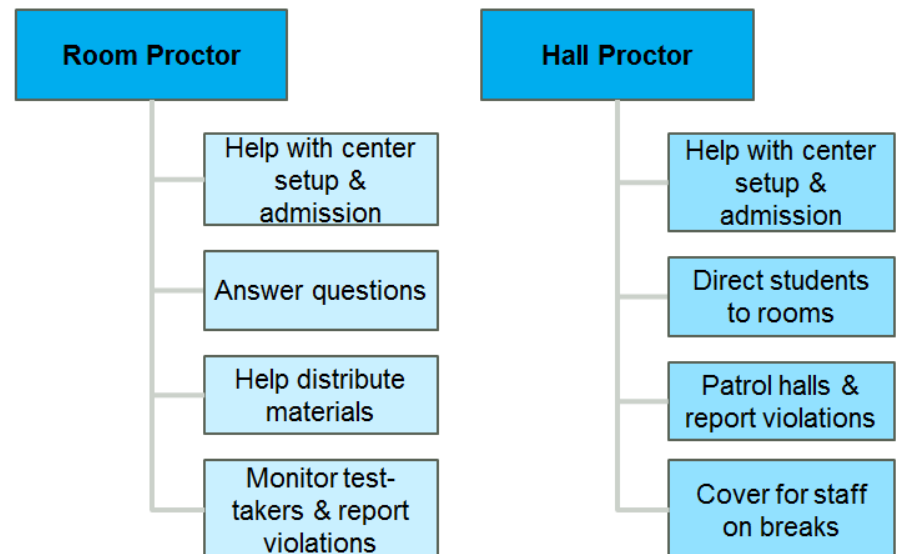 Room Proctor
Help with center
setup &
admission
Answer questions
Help distribute
materials
Monitor test-
takers & report
violations
Hall Proctor
Help with center
setup &
admission
Direct students
to rooms
Patrol halls &
report violations
Cover for staff
on breaks